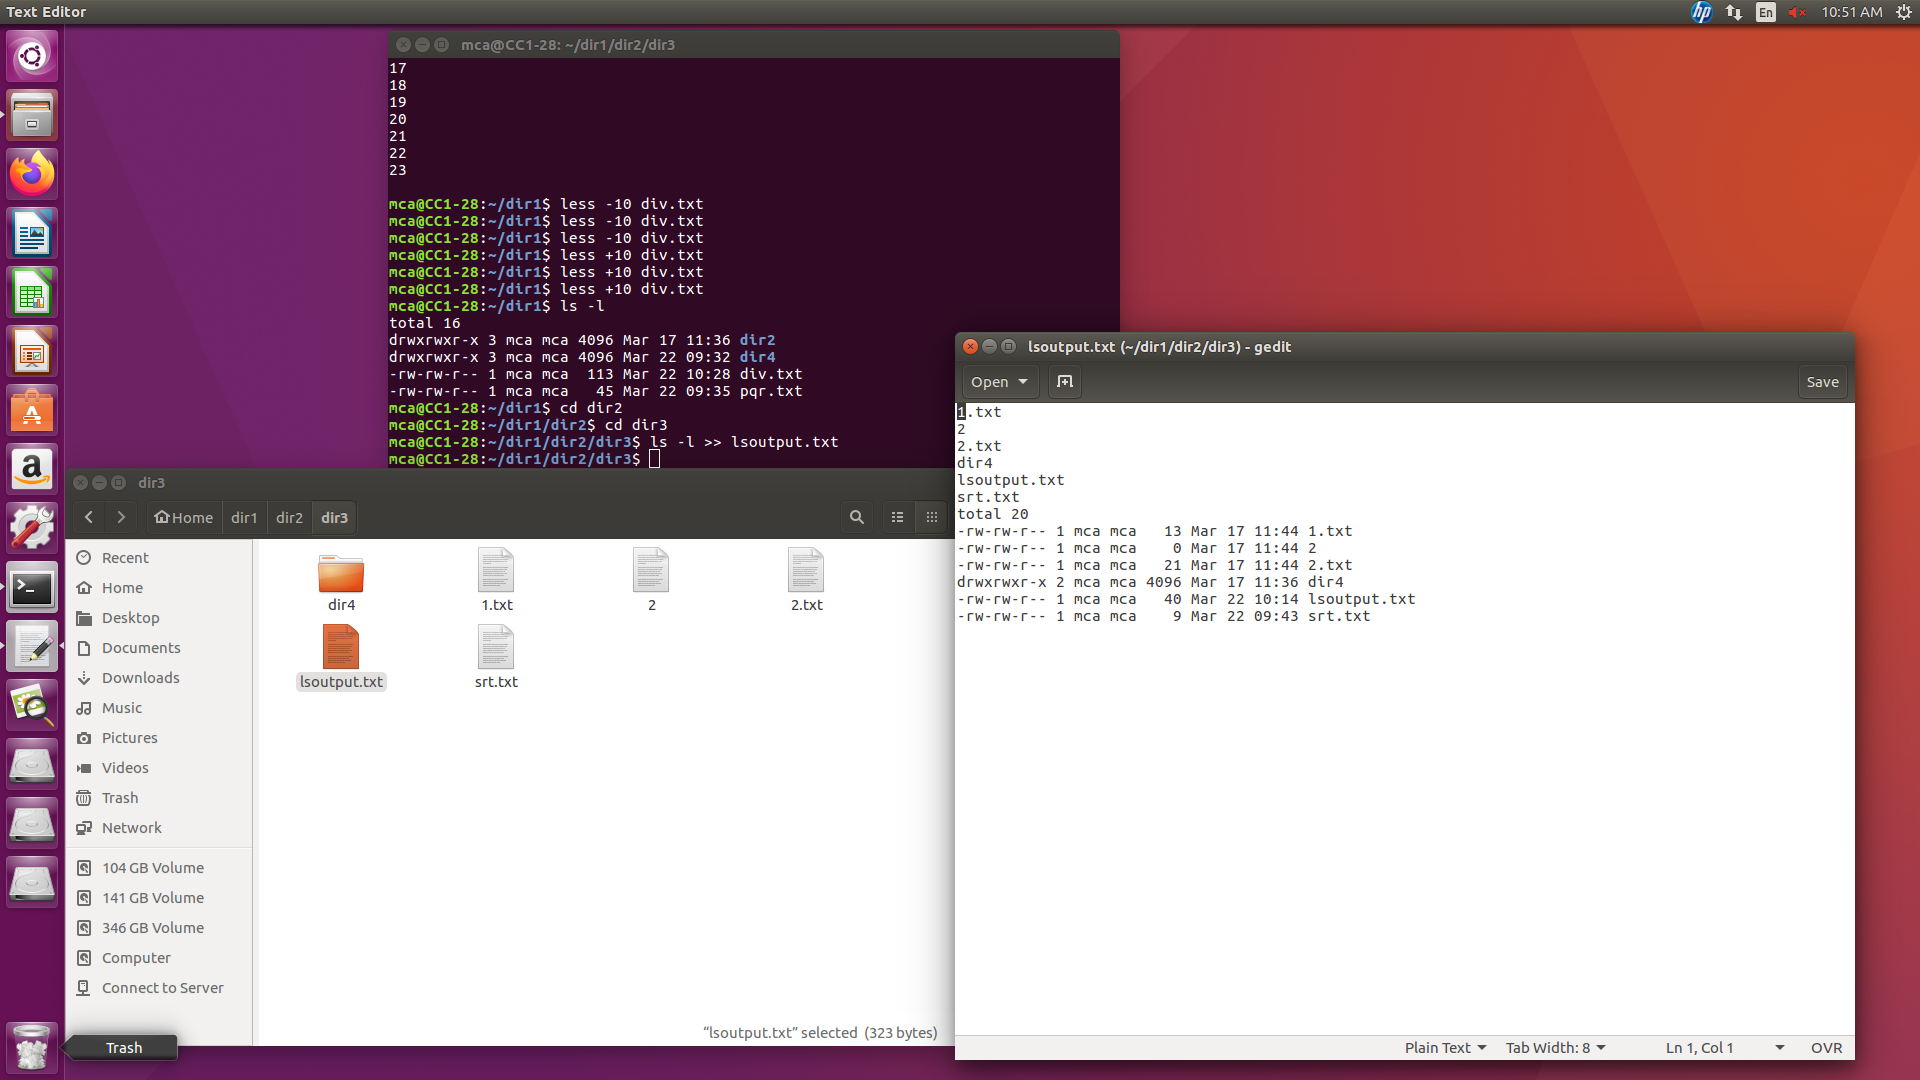 Text Editor
hp
En
10:51 AM
mca@CC1-28: ~/dir1/dir2/dir3
17
18
19
20
21
22
23
mca@CC1-28:~/dir1$ less -10 div.txt
mca@CC1-28:~/dir1$ less -10 div.txt
mca@CC1-28:~/dir1$ less -10 div.txt
mca@CC1-28:~/dir1$ less +10 div.txt
mca@CC1-28:~/dir1$ less +10 div.txt
mca@CC1-28:~/dir1$ less +10 div.txt
mca@CC1-28:~/dir1$ ls -l
total 16
drwxrwxr-x 3 mca mca 4096 Mar 17 11:36 dir2
drwxrwxr-x 3 mca mca 4096 Mar 22 09:32 dir4
-rw-rw-r-- 1 mca mca  113 Mar 22 10:28 div.txt
-rw-rw-r-- 1 mca mca   45 Mar 22 09:35 pqr.txt
mca@CC1-28:~/dir1$ cd dir2
mca@CC1-28:~/dir1/dir2$ cd dir3
mca@CC1-28:~/dir1/dir2/dir3$ ls -l >> lsoutput.txt
mca@CC1-28:~/dir1/dir2/dir3$
dir3
Home dir1 dir2 dir3
Recent
Home
Desktop
Documents
Downloads
Music
Pictures
Videos
Trash
Network
104 GB Volume
141 GB Volume
346 GB Volume
Computer
Connect to Server
dir4 1.txt 2 2.txt
lsoutput.txt srt.txt
“lsoutput.txt” selected (323 bytes)
Trash
lsoutput.txt (~/dir1/dir2/dir3) - gedit
Open Save
1.txt
2
2.txt
dir4
lsoutput.txt
srt.txt
total 20
-rw-rw-r-- 1 mca mca   13 Mar 17 11:44 1.txt
-rw-rw-r-- 1 mca mca    0 Mar 17 11:44 2
-rw-rw-r-- 1 mca mca   21 Mar 17 11:44 2.txt
drwxrwxr-x 2 mca mca 4096 Mar 17 11:36 dir4
-rw-rw-r-- 1 mca mca   40 Mar 22 10:14 lsoutput.txt
-rw-rw-r-- 1 mca mca    9 Mar 22 09:43 srt.txt
Plain Text Tab Width: 8 Ln 1, Col 1 OVR